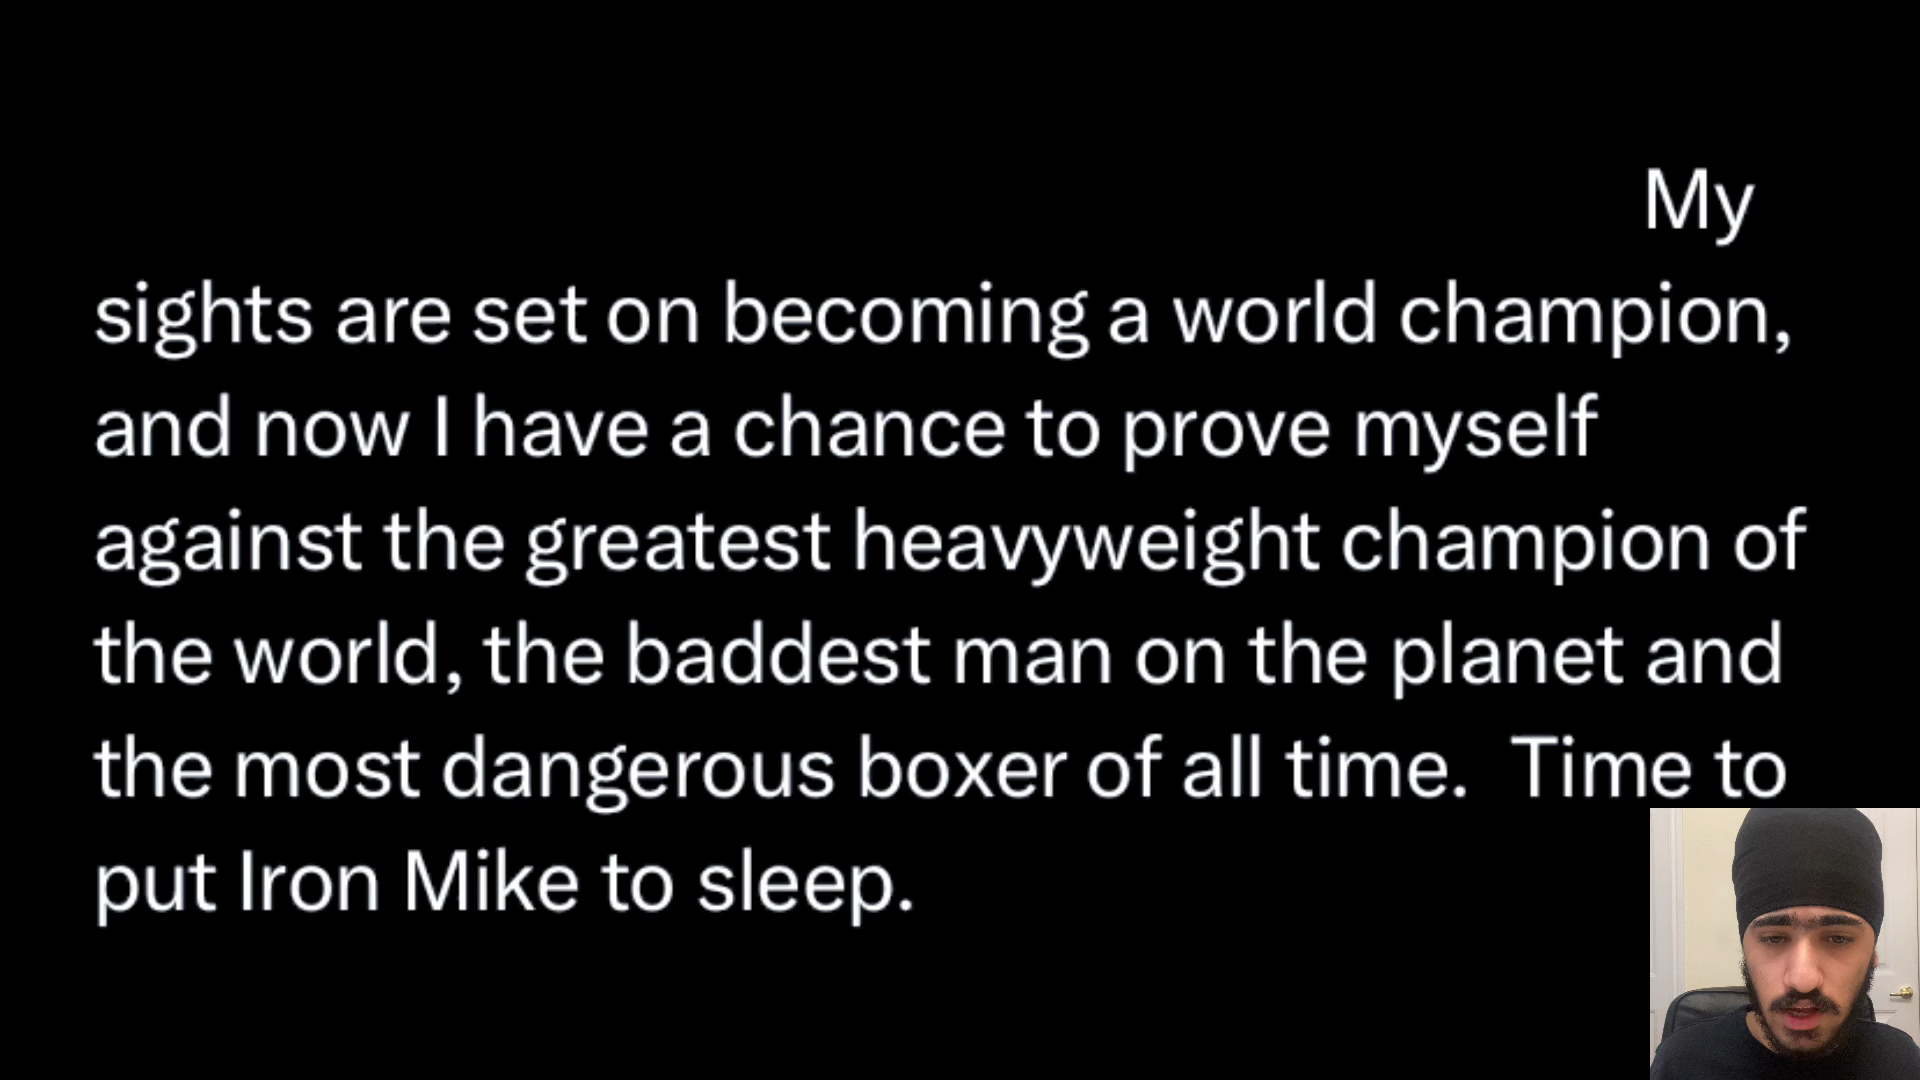 My
sights are set on becoming a world champion,
and now I have a chance to prove myself
against the greatest heavyweight champion of
the world, the baddest man on the planet and
the most dangerous boxer of all time.  Time to
put Iron Mike to sleep.